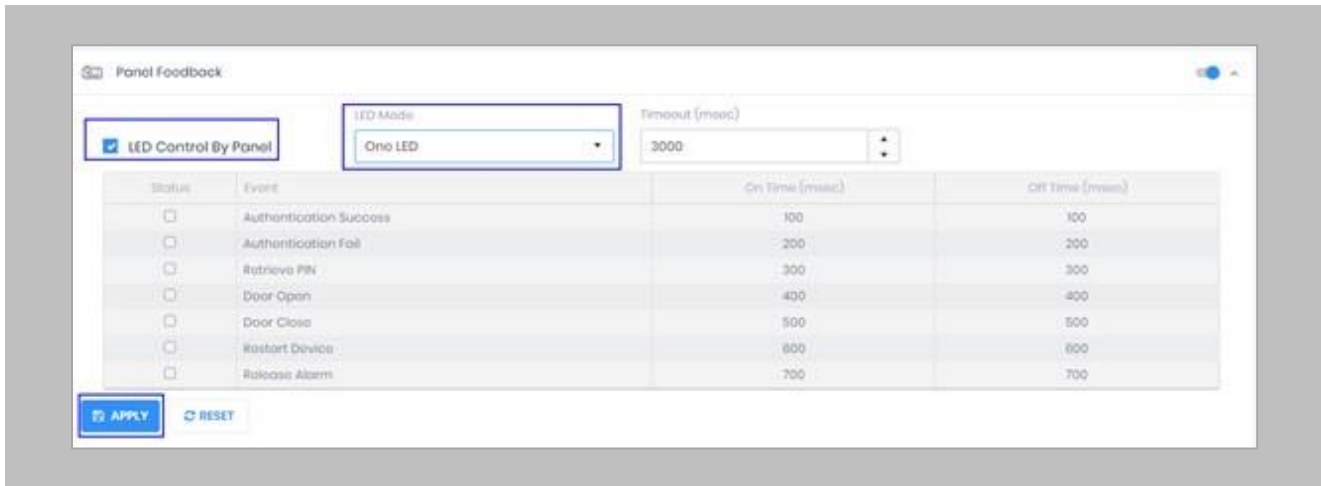 Panel Feedback
LED Mode
Timeout (msec)
LED Control By Panel
One LED
3000
Status Event On Time (msec) Off Time (msec)
Authentication Success 100 100
Authentication Fail 200 200
Retrieve PIN 300 300
Door Open 400 400
Door Close 500 500
Restart Device 600 600
Release Alarm 700 700
APPLY RESET